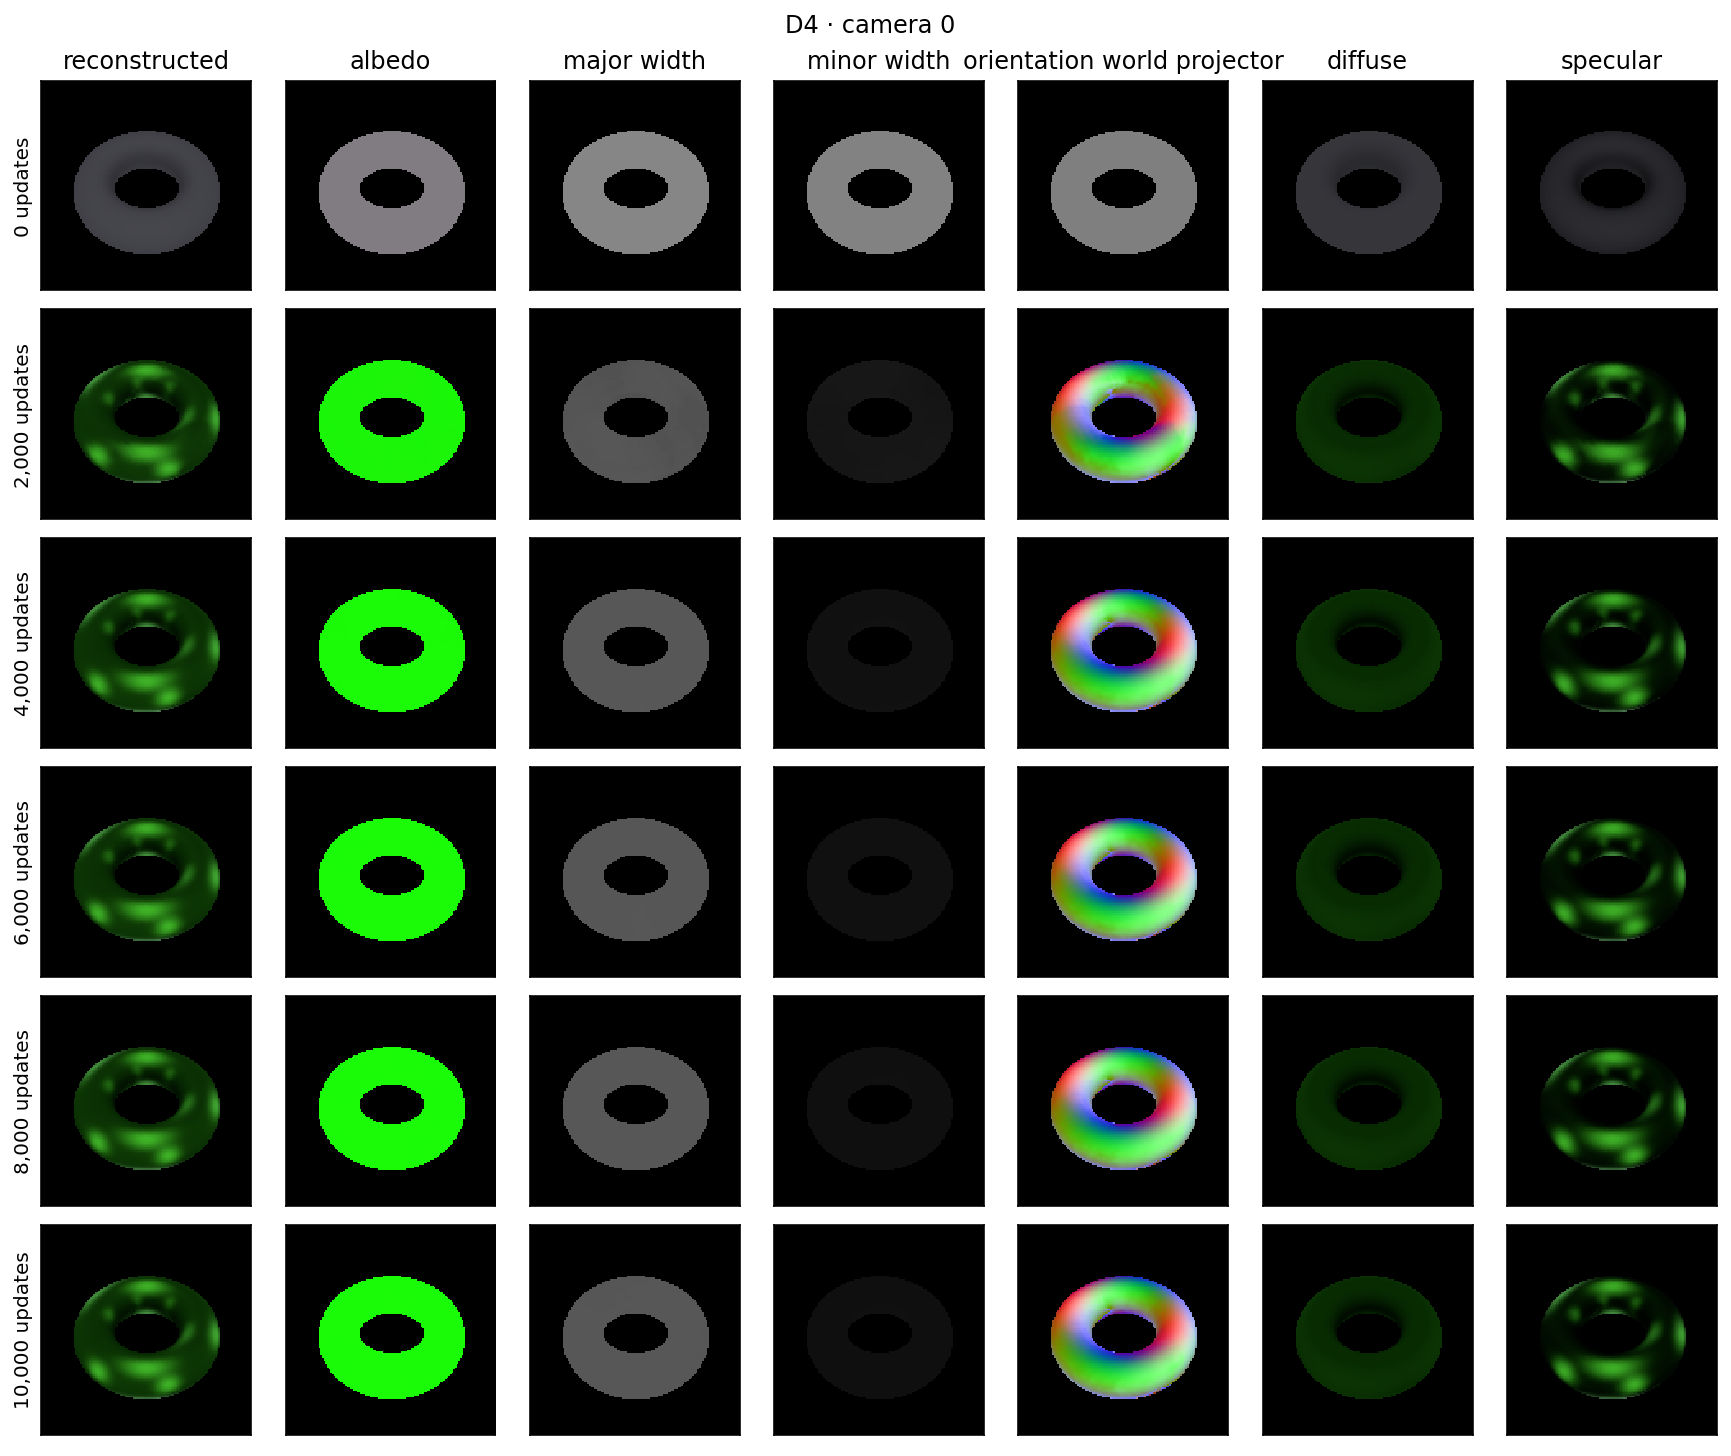 D4 · camera 0
reconstructed albedo major width minor width orientation world projector diffuse specular
0 updates
2,000 updates
4,000 updates
6,000 updates
8,000 updates
10,000 updates